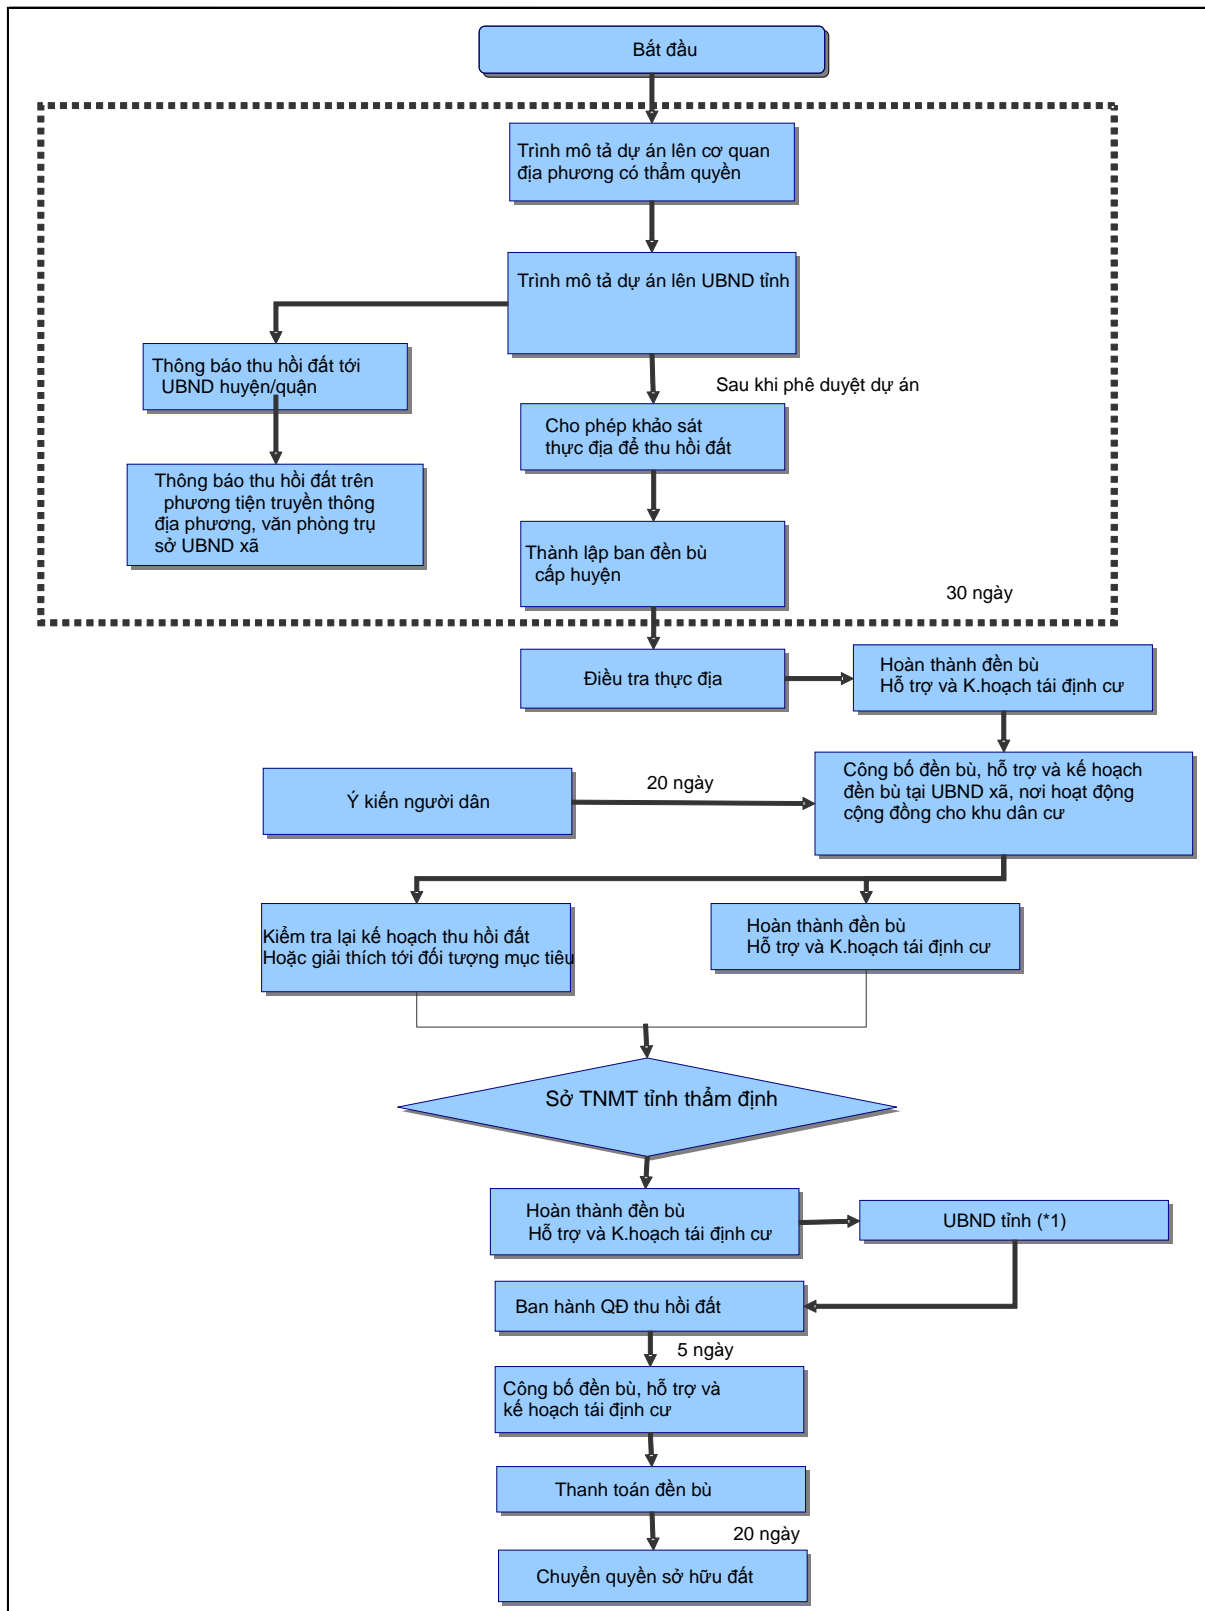 Bắt đầu
Trình mô tả dự án lên cơ quan
địa phương có thẩm quyền
Trình mô tả dự án lên UBND tỉnh
Thông báo thu hồi đất tới
UBND huyện/quận
Sau khi phê duyệt dự án
Cho phép khảo sát
thực địa để thu hồi đất
Thông báo thu hồi đất trên
phương tiện truyền thông
địa phương, văn phòng trụ
sở UBND xã
Thành lập ban đền bù
cấp huyện
30 ngày
Điều tra thực địa
Hoàn thành đền bù
Hỗ trợ và K.hoạch tái định cư
Ý kiến người dân
20 ngày
Công bố đền bù, hỗ trợ và kế hoạch
đền bù tại UBND xã, nơi hoạt động
cộng đồng cho khu dân cư
Kiểm tra lại kế hoạch thu hồi đất
Hoặc giải thích tới đối tượng mục tiêu
Hoàn thành đền bù
Hỗ trợ và K.hoạch tái định cư
Sở TNMT tỉnh thẩm định
Hoàn thành đền bù
Hỗ trợ và K.hoạch tái định cư
UBND tỉnh (*1)
Ban hành QĐ thu hồi đất
5 ngày
Công bố đền bù, hỗ trợ và
kế hoạch tái định cư
Thanh toán đền bù
20 ngày
Chuyển quyền sở hữu đất